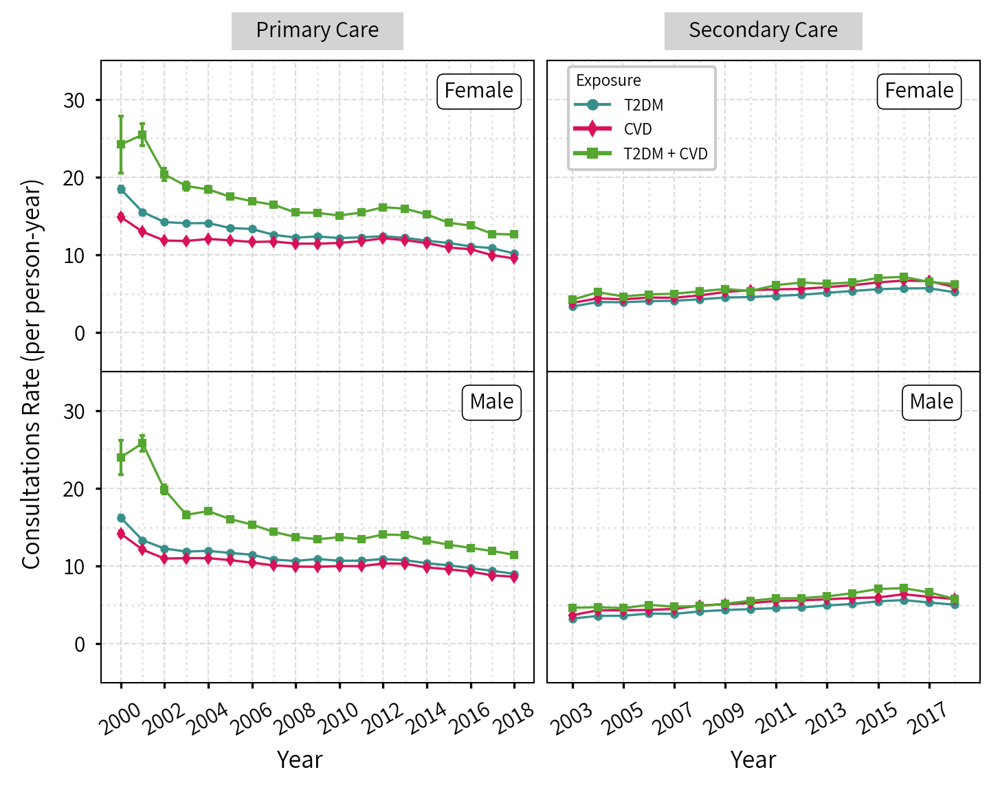 Primary Care
Secondary Care
Female
Female
Exposure
T2DM
CVD
T2DM + CVD
30
20
10
0
Consultations Rate (per person-year)
Male
Male
30
20
10
0
2000 2002 2004 2006 2008 2010 2012 2014 2016 2018
2003 2005 2007 2009 2011 2013 2015 2017
Year
Year